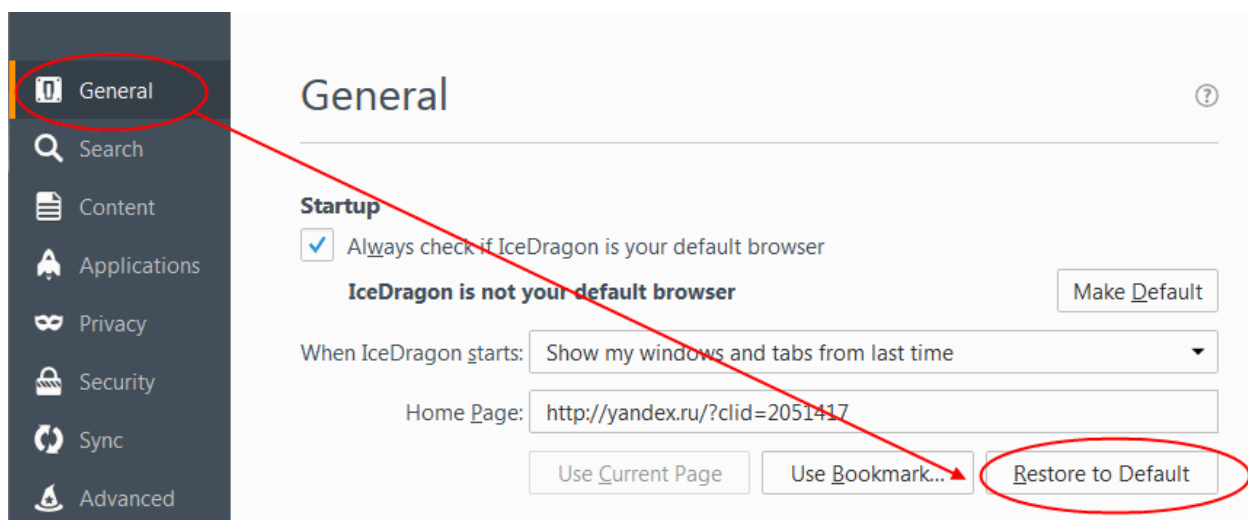 General
Search
Content
Applications
Privacy
Security
Sync
Advanced
General
?
Startup
Always check if IceDragon is your default browser
IceDragon is not your default browser
Make Default
When IceDragon starts: Show my windows and tabs from last time
Home Page: http://yandex.ru/?clid=2051417
Use Current Page
Use Bookmark...
Restore to Default